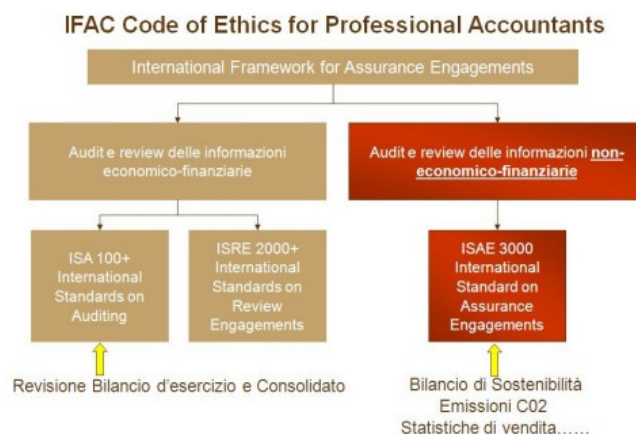 IFAC Code of Ethics for Professional Accountants
International Framework for Assurance Engagements
Audit e review delle informazioni
economico-finanziarie
Audit e review delle informazioni non-
economico-finanziarie
ISA 100+
International
Standards on
Auditing
ISRE 2000+
International
Standards on
Review
Engagements
ISAE 3000
International
Standard on
Assurance
Engagements
Revisione Bilancio d'esercizio e Consolidato
Bilancio di Sostenibilità
Emissioni C02
Statistiche di vendita......